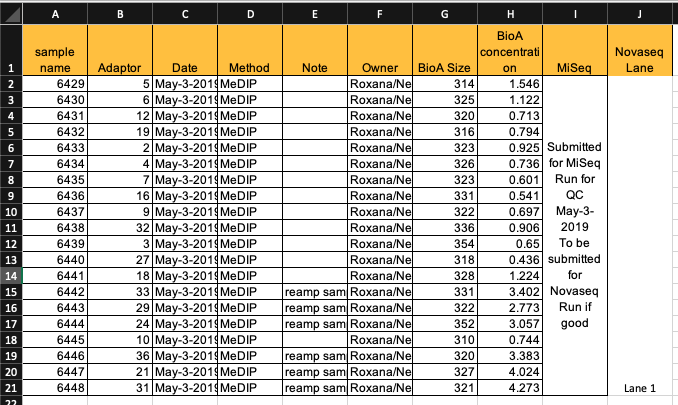 A B C D E F G H I J
BioA
sample concentrati Novaseq
1 name Adaptor Date Method Note Owner BioA Size on MiSeq Lane
2 6429 5 May-3-2019 MeDIP Roxana/Ne 314 1.546
3 6430 6 May-3-2019 MeDIP Roxana/Ne 325 1.122
4 6431 12 May-3-2019 MeDIP Roxana/Ne 320 0.713
5 6432 19 May-3-2019 MeDIP Roxana/Ne 316 0.794
6 6433 2 May-3-2019 MeDIP Roxana/Ne 323 0.925 Submitted
7 6434 4 May-3-2019 MeDIP Roxana/Ne 326 0.736 for MiSeq
8 6435 7 May-3-2019 MeDIP Roxana/Ne 323 0.601 Run for
9 6436 16 May-3-2019 MeDIP Roxana/Ne 331 0.541 QC
10 6437 9 May-3-2019 MeDIP Roxana/Ne 322 0.697 May-3-
11 6438 32 May-3-2019 MeDIP Roxana/Ne 336 0.906 2019
12 6439 3 May-3-2019 MeDIP Roxana/Ne 354 0.65 To be
13 6440 27 May-3-2019 MeDIP Roxana/Ne 318 0.436 submitted
14 6441 18 May-3-2019 MeDIP Roxana/Ne 328 1.224 for
15 6442 33 May-3-2019 MeDIP reamp sam Roxana/Ne 331 3.402 Novaseq
16 6443 29 May-3-2019 MeDIP reamp sam Roxana/Ne 322 2.773 Run if
17 6444 24 May-3-2019 MeDIP reamp sam Roxana/Ne 352 3.057 good
18 6445 10 May-3-2019 MeDIP Roxana/Ne 310 0.744
19 6446 36 May-3-2019 MeDIP reamp sam Roxana/Ne 320 3.383
20 6447 21 May-3-2019 MeDIP reamp sam Roxana/Ne 327 4.024
21 6448 31 May-3-2019 MeDIP reamp sam Roxana/Ne 321 4.273 Lane 1
22